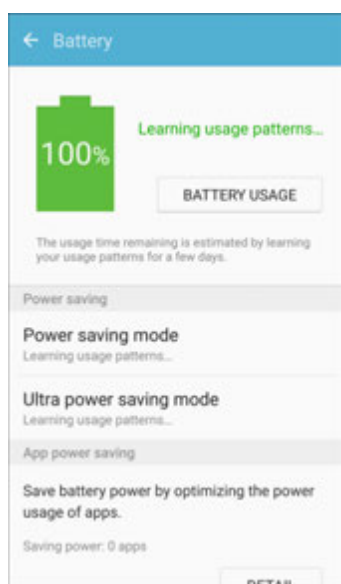 Battery
Learning usage patterns...
100%
BATTERY USAGE
The usage time remaining is estimated by learning
your usage patterns for a few days.
Power saving
Power saving mode
Learning usage patterns...
Ultra power saving mode
Learning usage patterns...
App power saving
Save battery power by optimizing the power
usage of apps.
Saving power: 0 apps
DETAIL